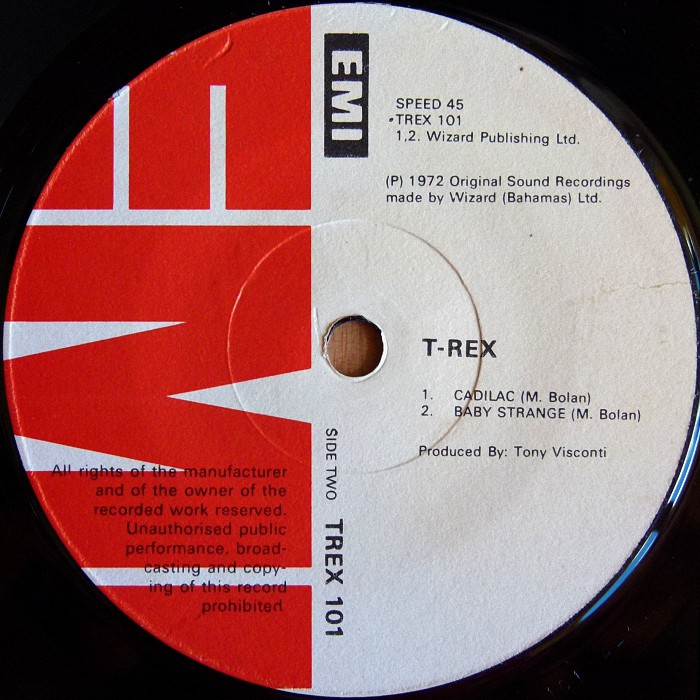 EMI
EMI
SPEED 45
TREX 101
1,2. Wizard Publishing Ltd.
(P) 1972 Original Sound Recordings
made by Wizard (Bahamas) Ltd.
T-REX
1. CADILAC (M. Bolan)
2. BABY STRANGE (M. Bolan)
Produced By: Tony Visconti
SIDE TWO TREX 101
All rights of the manufacturer
and of the owner of the
recorded work reserved.
Unauthorised public
performance, broad-
casting and copy-
ing of this record
prohibited.